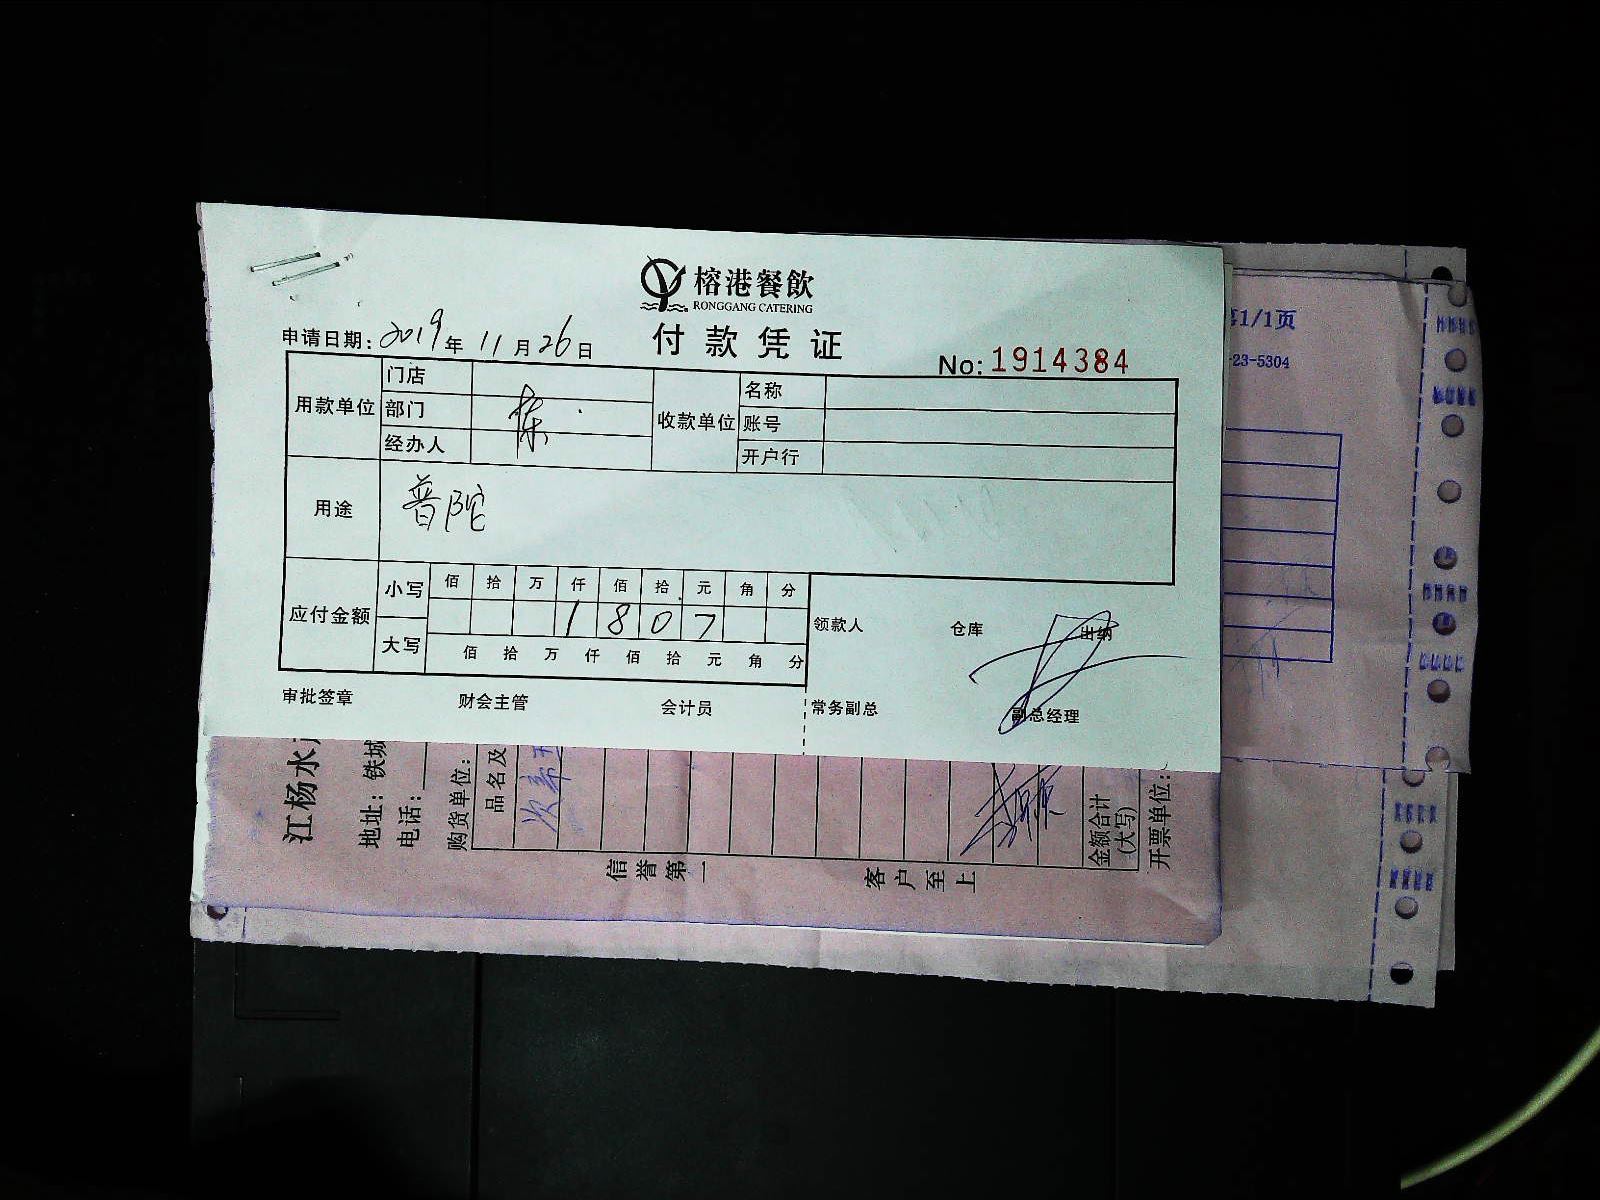 榕港餐飲
RONGGANG CATERING
付款凭证
申请日期: 2019年 11月26日
No: 1914384
用款单位 门店 部门 经办人
收款单位 名称 账号 开户行
用途 普陀
应付金额 小写 佰 拾 万 仟 佰 拾 元 角 分
1 8 0 7
大写 佰 拾 万 仟 佰 拾 元 角 分
领款人 仓库 出纳
审批签章 财会主管 会计员 常务副总 副总经理
1/1页
-23-5304
江杨水
地址: 铁城
电话:
购货单位:
品名及
金额合计
(大写)
开票单位:
信誉第一 客户至上